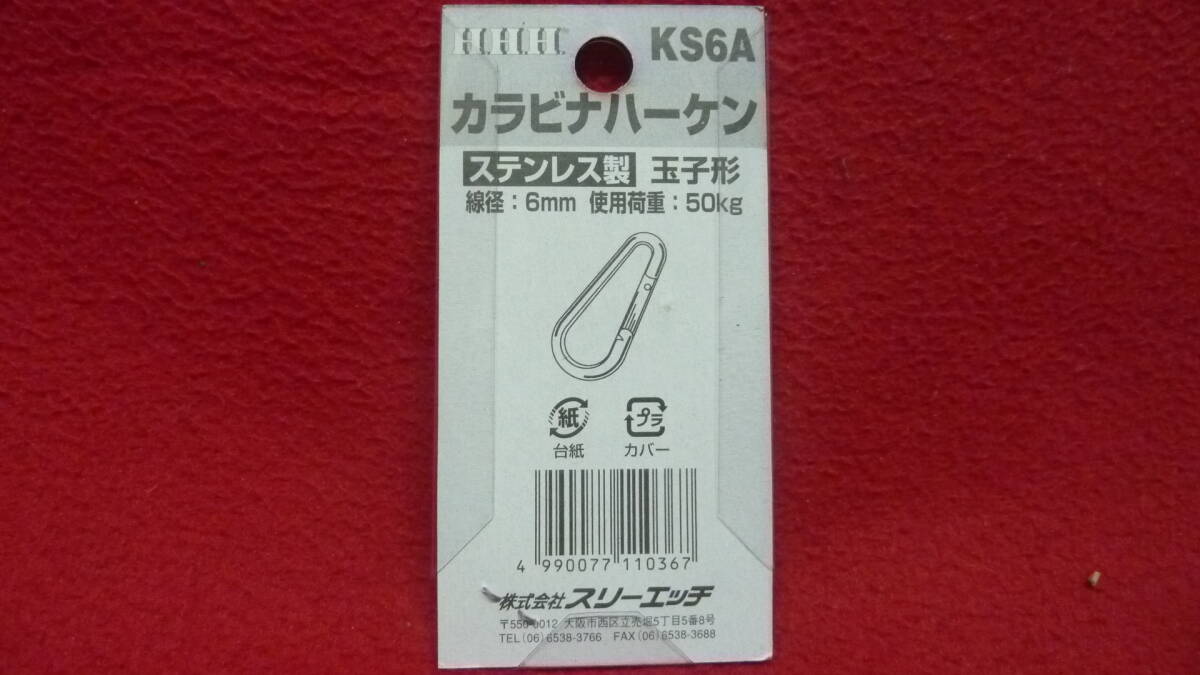 HHH KS6A
カラビナハーケン
ステンレス製 玉子形
線径：6mm 使用荷重：50kg
紙 プラ
台紙 カバー
4 990077 110367
株式会社スリーエッチ
〒550-0012 大阪市西区立売堀5丁目5番8号
TEL(06)6538-3766 FAX(06)6538-3688